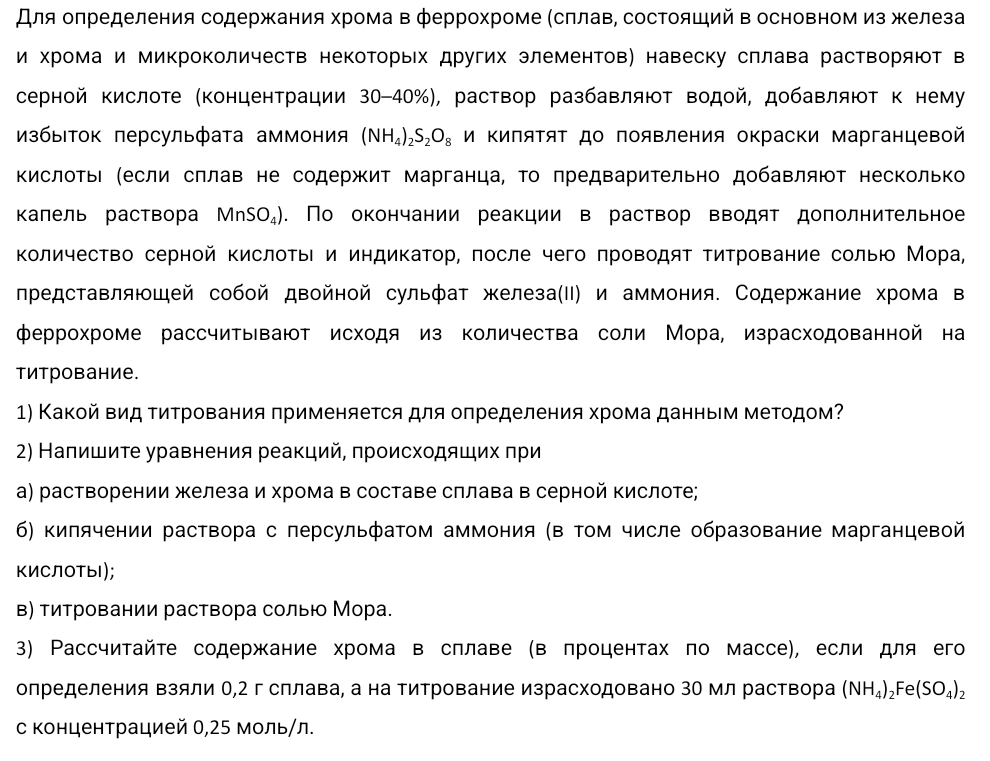 Для определения содержания хрома в феррохроме (сплав, состоящий в основном из железа
и хрома и микроколичеств некоторых других элементов) навеску сплава растворяют в
серной кислоте (концентрации 30–40%), раствор разбавляют водой, добавляют к нему
избыток персульфата аммония (NH₄)₂S₂O₈ и кипятят до появления окраски марганцевой
кислоты (если сплав не содержит марганца, то предварительно добавляют несколько
капель раствора MnSO₄). По окончании реакции в раствор вводят дополнительное
количество серной кислоты и индикатор, после чего проводят титрование солью Мора,
представляющей собой двойной сульфат железа(II) и аммония. Содержание хрома в
феррохроме рассчитывают исходя из количества соли Мора, израсходованной на
титрование.
1) Какой вид титрования применяется для определения хрома данным методом?
2) Напишите уравнения реакций, происходящих при
а) растворении железа и хрома в составе сплава в серной кислоте;
б) кипячении раствора с персульфатом аммония (в том числе образование марганцевой
кислоты);
в) титровании раствора солью Мора.
3) Рассчитайте содержание хрома в сплаве (в процентах по массе), если для его
определения взяли 0,2 г сплава, а на титрование израсходовано 30 мл раствора (NH₄)₂Fe(SO₄)₂
с концентрацией 0,25 моль/л.